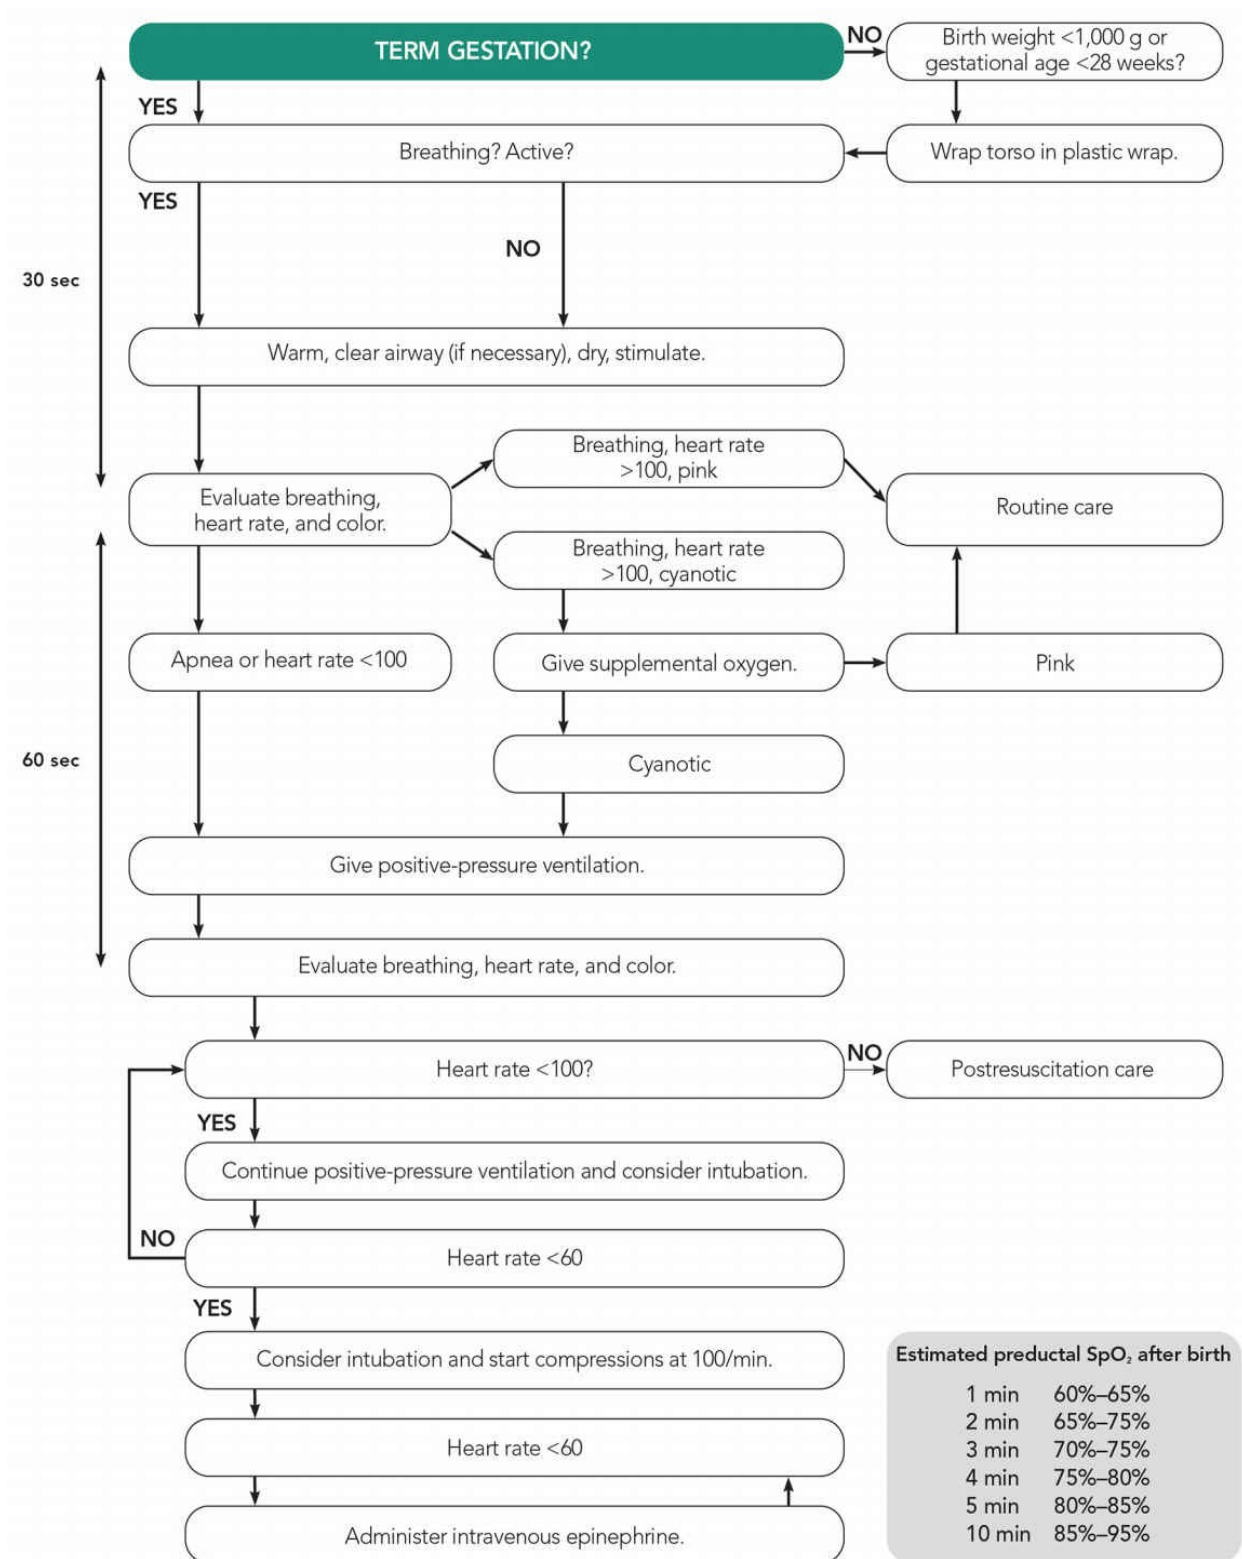 TERM GESTATION?
NO
Birth weight <1,000 g or
gestational age <28 weeks?
YES
Breathing? Active?
Wrap torso in plastic wrap.
YES
NO
30 sec
Warm, clear airway (if necessary), dry, stimulate.
Breathing, heart rate
>100, pink
Evaluate breathing,
heart rate, and color.
Routine care
Breathing, heart rate
>100, cyanotic
Apnea or heart rate <100
Give supplemental oxygen.
Pink
60 sec
Cyanotic
Give positive-pressure ventilation.
Evaluate breathing, heart rate, and color.
Heart rate <100?
NO
Postresuscitation care
YES
Continue positive-pressure ventilation and consider intubation.
NO
Heart rate <60
YES
Consider intubation and start compressions at 100/min.
Heart rate <60
Administer intravenous epinephrine.
Estimated preductal SpO₂ after birth
1 min 60%–65%
2 min 65%–75%
3 min 70%–75%
4 min 75%–80%
5 min 80%–85%
10 min 85%–95%